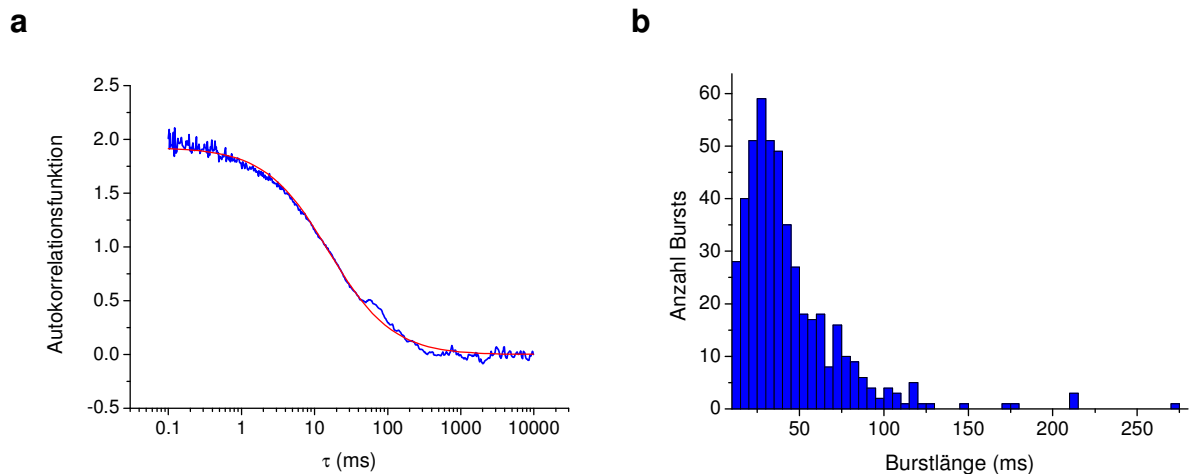 a
b
2.5
2.0
1.5
1.0
0.5
0.0
-0.5
Autokorrelationsfunktion
0.1 1 10 100 1000 10000
τ (ms)
60
50
40
30
20
10
0
Anzahl Bursts
50 100 150 200 250
Burstlänge (ms)